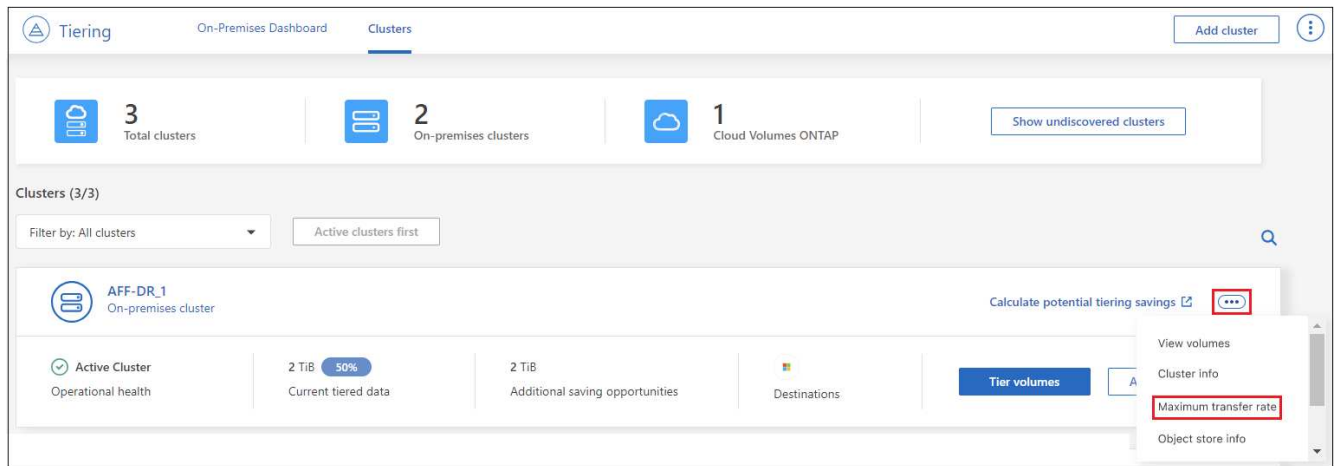 Tiering
On-Premises Dashboard
Clusters
Add cluster
3
Total clusters
2
On-premises clusters
1
Cloud Volumes ONTAP
Show undiscovered clusters
Clusters (3/3)
Filter by: All clusters
Active clusters first
AFF-DR_1
On-premises cluster
Calculate potential tiering savings
Active Cluster
Operational health
2 TiB 50%
Current tiered data
2 TiB
Additional saving opportunities
Destinations
Tier volumes
A
View volumes
Cluster info
Maximum transfer rate
Object store info